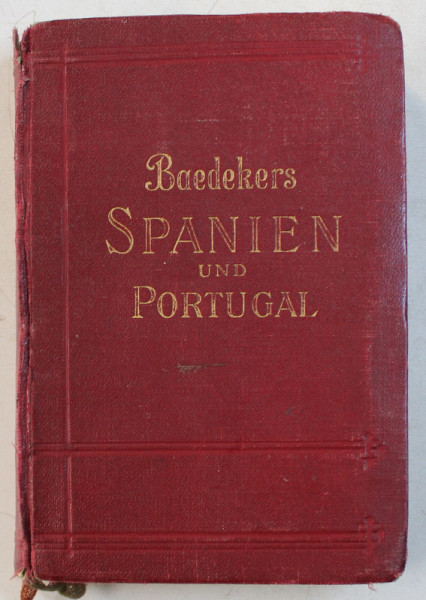 Baedekers
SPANIEN
UND
PORTUGAL